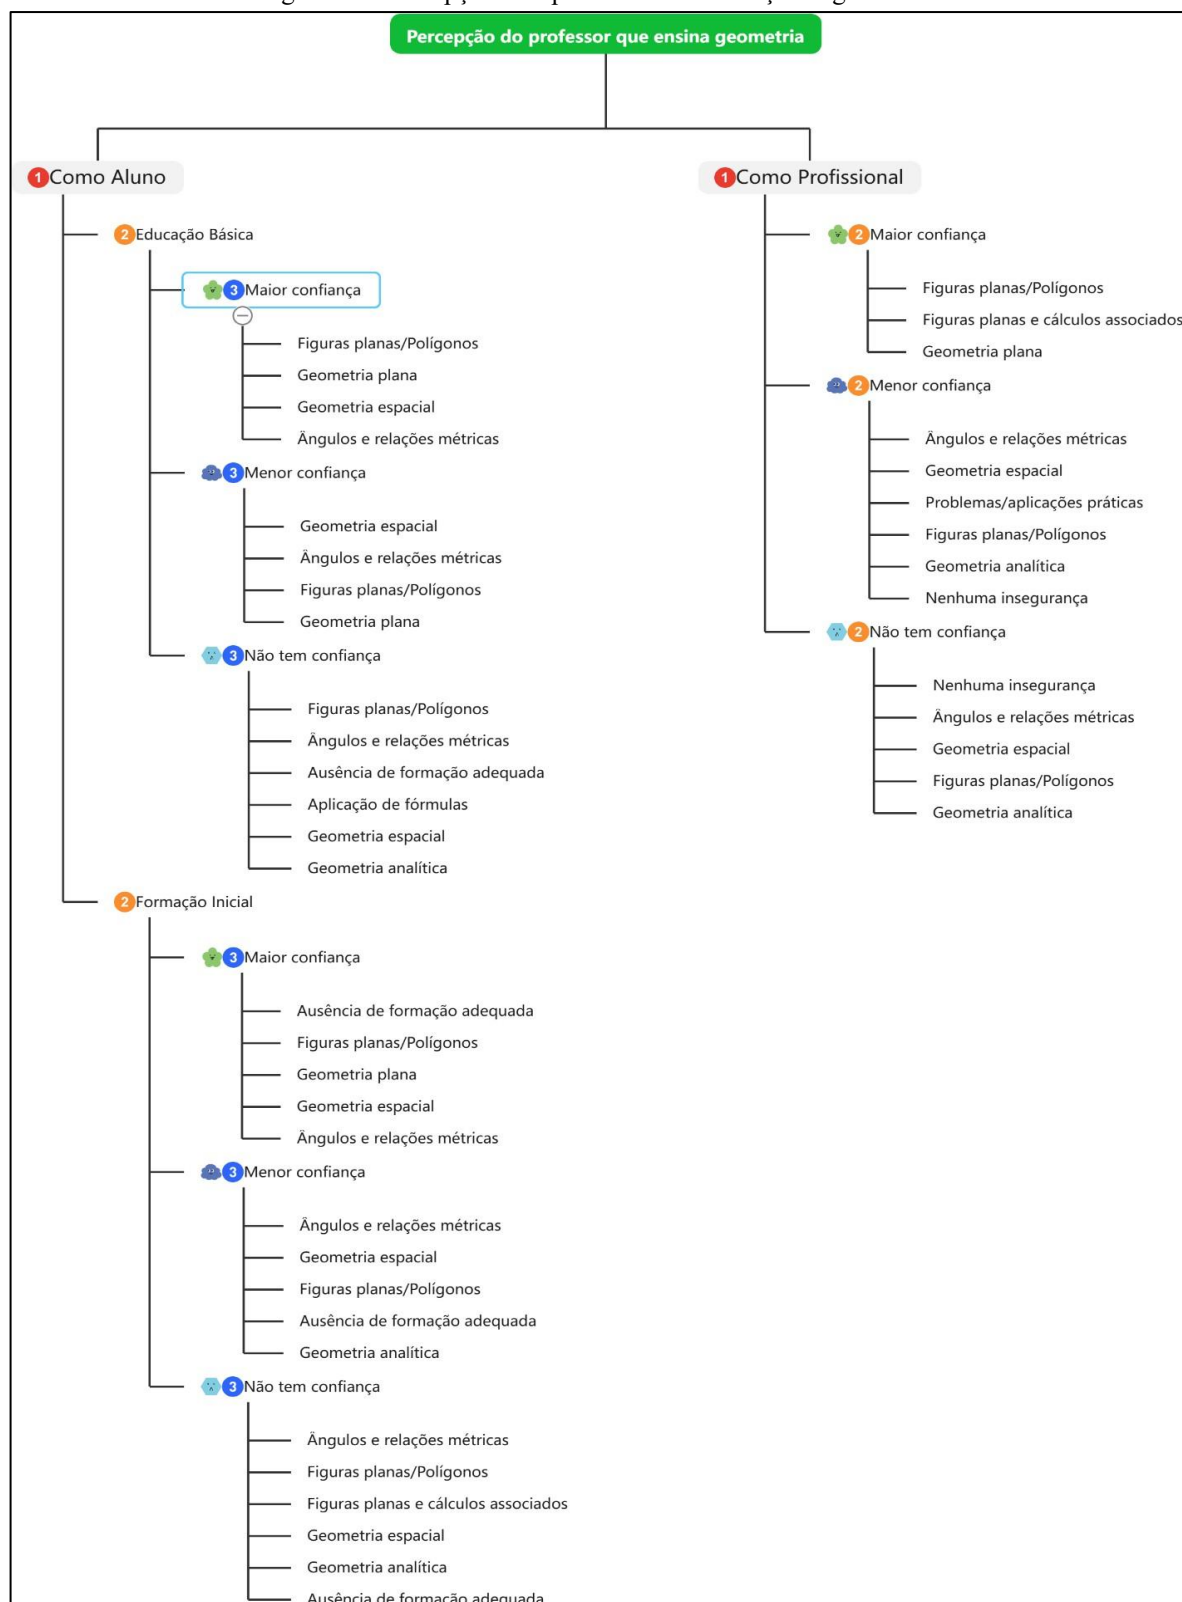 Percepção do professor que ensina geometria
1 Como Aluno
2 Educação Básica
3 Maior confiança
Figuras planas/Polígonos
Geometria plana
Geometria espacial
Ângulos e relações métricas
3 Menor confiança
Geometria espacial
Ângulos e relações métricas
Figuras planas/Polígonos
Geometria plana
3 Não tem confiança
Figuras planas/Polígonos
Ângulos e relações métricas
Ausência de formação adequada
Aplicação de fórmulas
Geometria espacial
Geometria analítica
2 Formação Inicial
3 Maior confiança
Ausência de formação adequada
Figuras planas/Polígonos
Geometria plana
Geometria espacial
Ângulos e relações métricas
3 Menor confiança
Ângulos e relações métricas
Geometria espacial
Figuras planas/Polígonos
Ausência de formação adequada
Geometria analítica
3 Não tem confiança
Ângulos e relações métricas
Figuras planas/Polígonos
Figuras planas e cálculos associados
Geometria espacial
Geometria analítica
Ausência de formação adequada
1 Como Profissional
2 Maior confiança
Figuras planas/Polígonos
Figuras planas e cálculos associados
Geometria plana
2 Menor confiança
Ângulos e relações métricas
Geometria espacial
Problemas/aplicações práticas
Figuras planas/Polígonos
Geometria analítica
Nenhuma insegurança
2 Não tem confiança
Nenhuma insegurança
Ângulos e relações métricas
Geometria espacial
Figuras planas/Polígonos
Geometria analítica